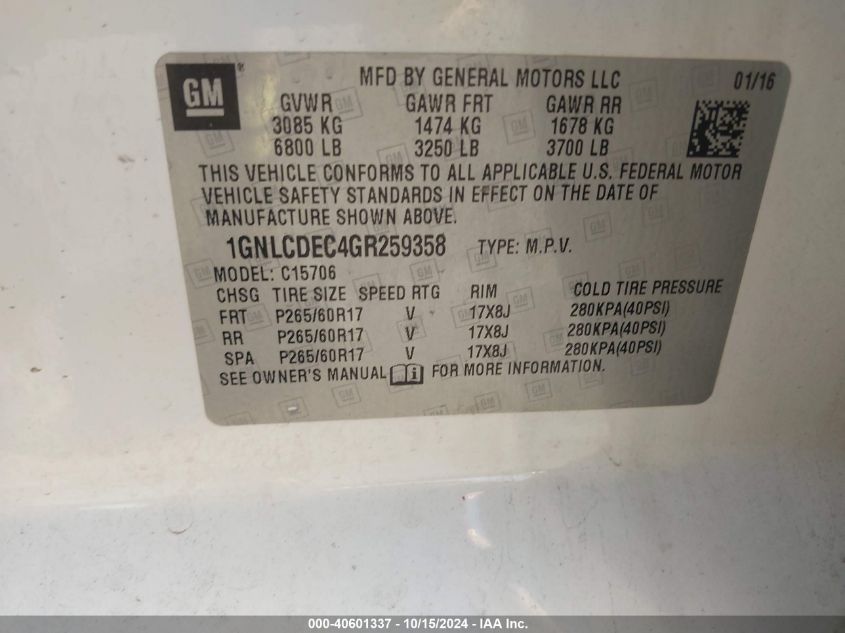 GM
MFD BY GENERAL MOTORS LLC 01/16
GVWR GAWR FRT GAWR RR
3085 KG 1474 KG 1678 KG
6800 LB 3250 LB 3700 LB
THIS VEHICLE CONFORMS TO ALL APPLICABLE U.S. FEDERAL MOTOR
VEHICLE SAFETY STANDARDS IN EFFECT ON THE DATE OF
MANUFACTURE SHOWN ABOVE.
1GNLCDEC4GR259358 TYPE: M.P.V.
MODEL: C15706
CHSG TIRE SIZE SPEED RTG RIM COLD TIRE PRESSURE
FRT P265/60R17 V 17X8J 280KPA(40PSI)
RR P265/60R17 V 17X8J 280KPA(40PSI)
SPA P265/60R17 V 17X8J 280KPA(40PSI)
SEE OWNER'S MANUAL FOR MORE INFORMATION.
000-40601337 - 10/15/2024 - IAA Inc.